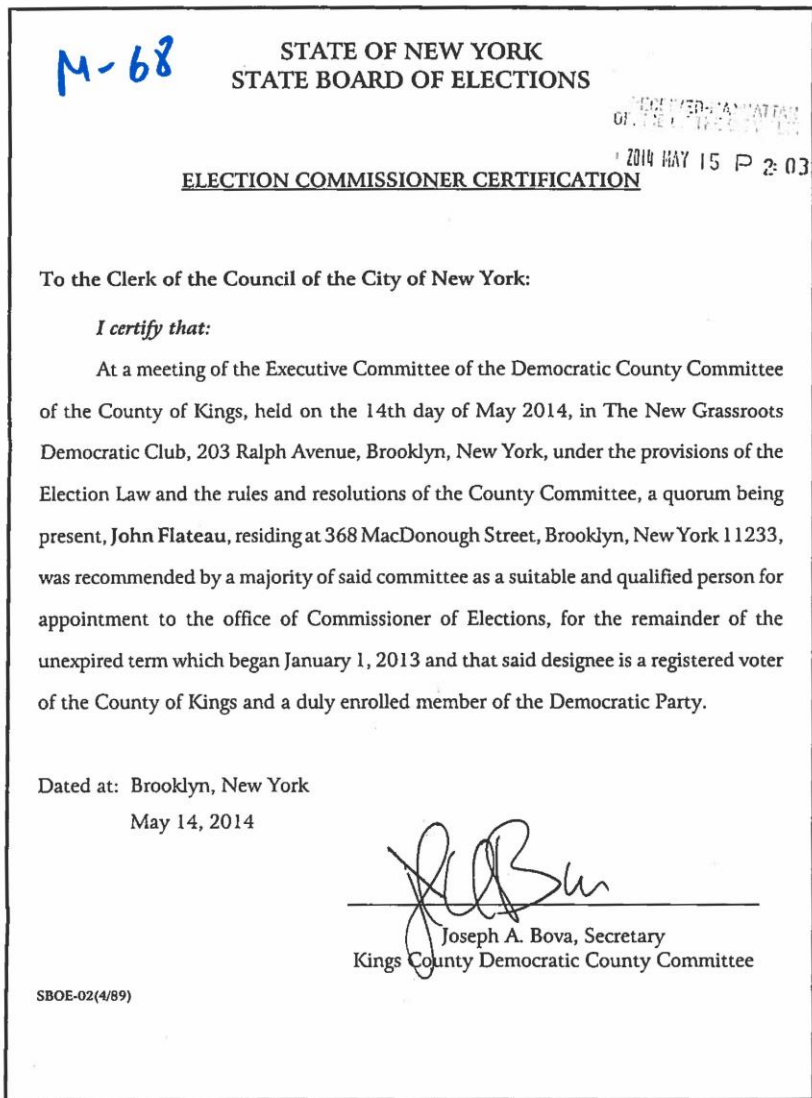 M-68
STATE OF NEW YORK
STATE BOARD OF ELECTIONS
2014 MAY 15 P 2:03
ELECTION COMMISSIONER CERTIFICATION
To the Clerk of the Council of the City of New York:
I certify that:
At a meeting of the Executive Committee of the Democratic County Committee
of the County of Kings, held on the 14th day of May 2014, in The New Grassroots
Democratic Club, 203 Ralph Avenue, Brooklyn, New York, under the provisions of the
Election Law and the rules and resolutions of the County Committee, a quorum being
present, John Flateau, residing at 368 MacDonough Street, Brooklyn, New York 11233,
was recommended by a majority of said committee as a suitable and qualified person for
appointment to the office of Commissioner of Elections, for the remainder of the
unexpired term which began January 1, 2013 and that said designee is a registered voter
of the County of Kings and a duly enrolled member of the Democratic Party.
Dated at: Brooklyn, New York
May 14, 2014
Joseph A. Bova, Secretary
Kings County Democratic County Committee
SBOE-02(4/89)